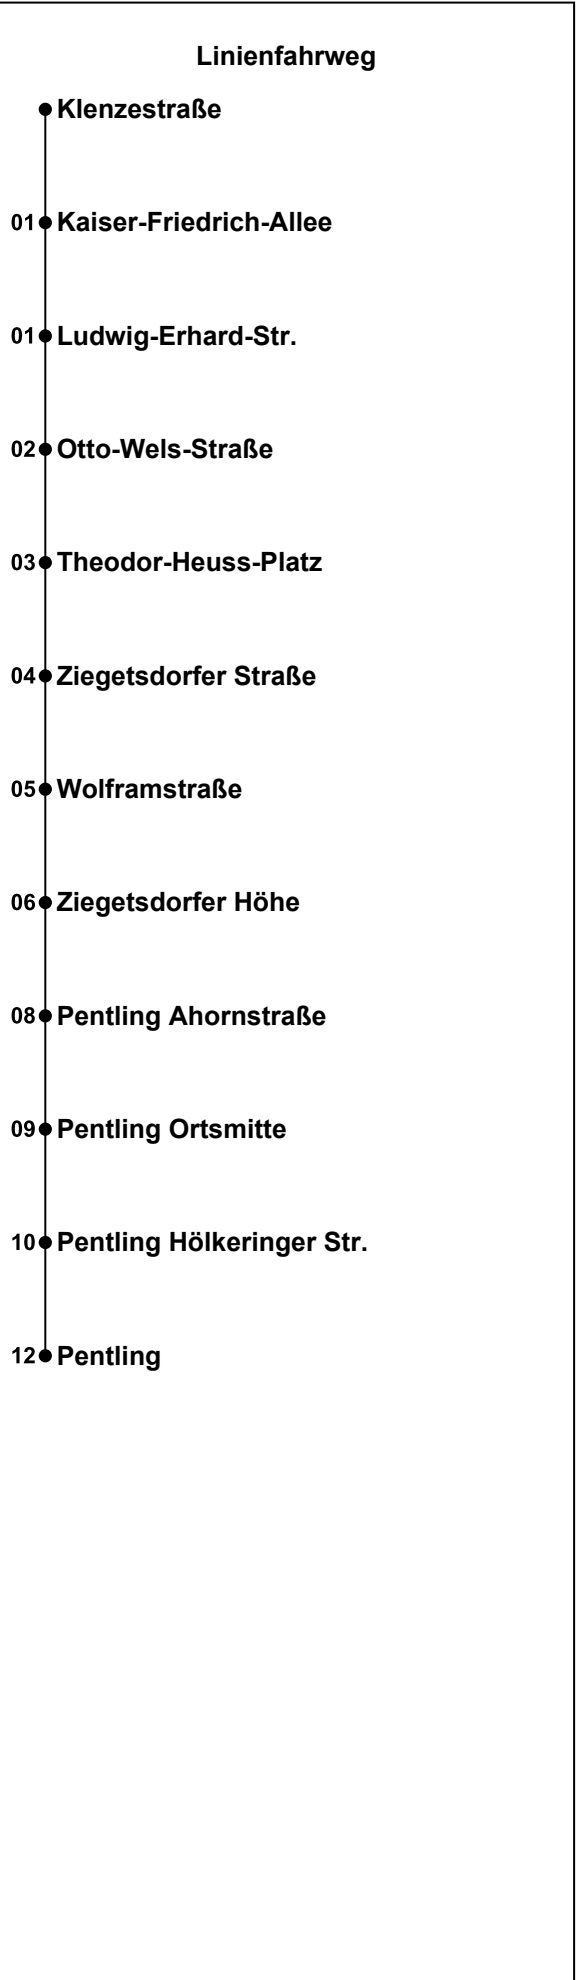 Linienfahrweg
Klenzestraße
01 Kaiser-Friedrich-Allee
01 Ludwig-Erhard-Str.
02 Otto-Wels-Straße
03 Theodor-Heuss-Platz
04 Ziegetsdorfer Straße
05 Wolframstraße
06 Ziegetsdorfer Höhe
08 Pentling Ahornstraße
09 Pentling Ortsmitte
10 Pentling Hölkeringer Str.
12 Pentling